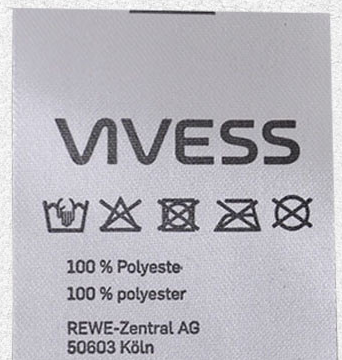 VIVESS
100 % Polyeste
100 % polyester
REWE-Zentral AG
50603 Köln